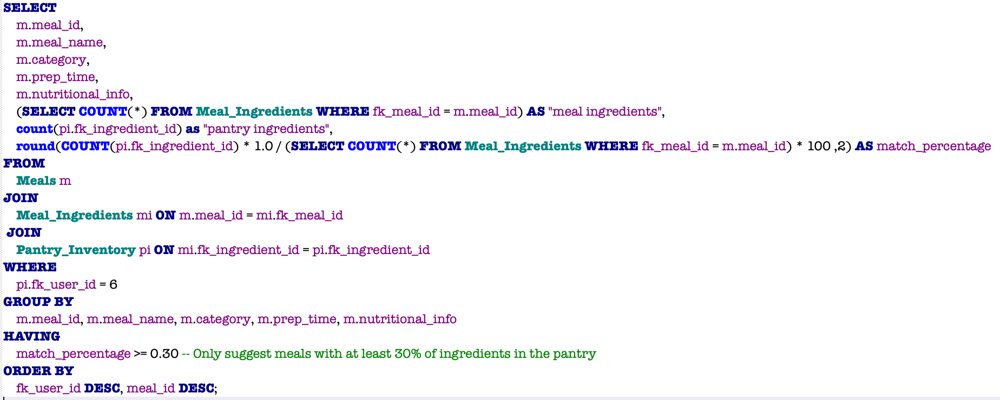 SELECT
m.meal_id,
m.meal_name,
m.category,
m.prep_time,
m.nutritional_info,
(SELECT COUNT(*) FROM Meal_Ingredients WHERE fk_meal_id = m.meal_id) AS "meal ingredients",
count(pi.fk_ingredient_id) as "pantry ingredients",
round(COUNT(pi.fk_ingredient_id) * 1.0 / (SELECT COUNT(*) FROM Meal_Ingredients WHERE fk_meal_id = m.meal_id) * 100 ,2) AS match_percentage
FROM
Meals m
JOIN
Meal_Ingredients mi ON m.meal_id = mi.fk_meal_id
JOIN
Pantry_Inventory pi ON mi.fk_ingredient_id = pi.fk_ingredient_id
WHERE
pi.fk_user_id = 6
GROUP BY
m.meal_id, m.meal_name, m.category, m.prep_time, m.nutritional_info
HAVING
match_percentage >= 0.30 -- Only suggest meals with at least 30% of ingredients in the pantry
ORDER BY
fk_user_id DESC, meal_id DESC;